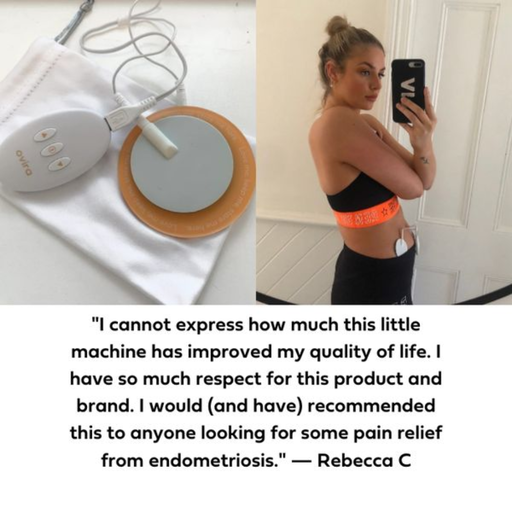 ovira
"I cannot express how much this little
machine has improved my quality of life. I
have so much respect for this product and
brand. I would (and have) recommended
this to anyone looking for some pain relief
from endometriosis." — Rebecca C